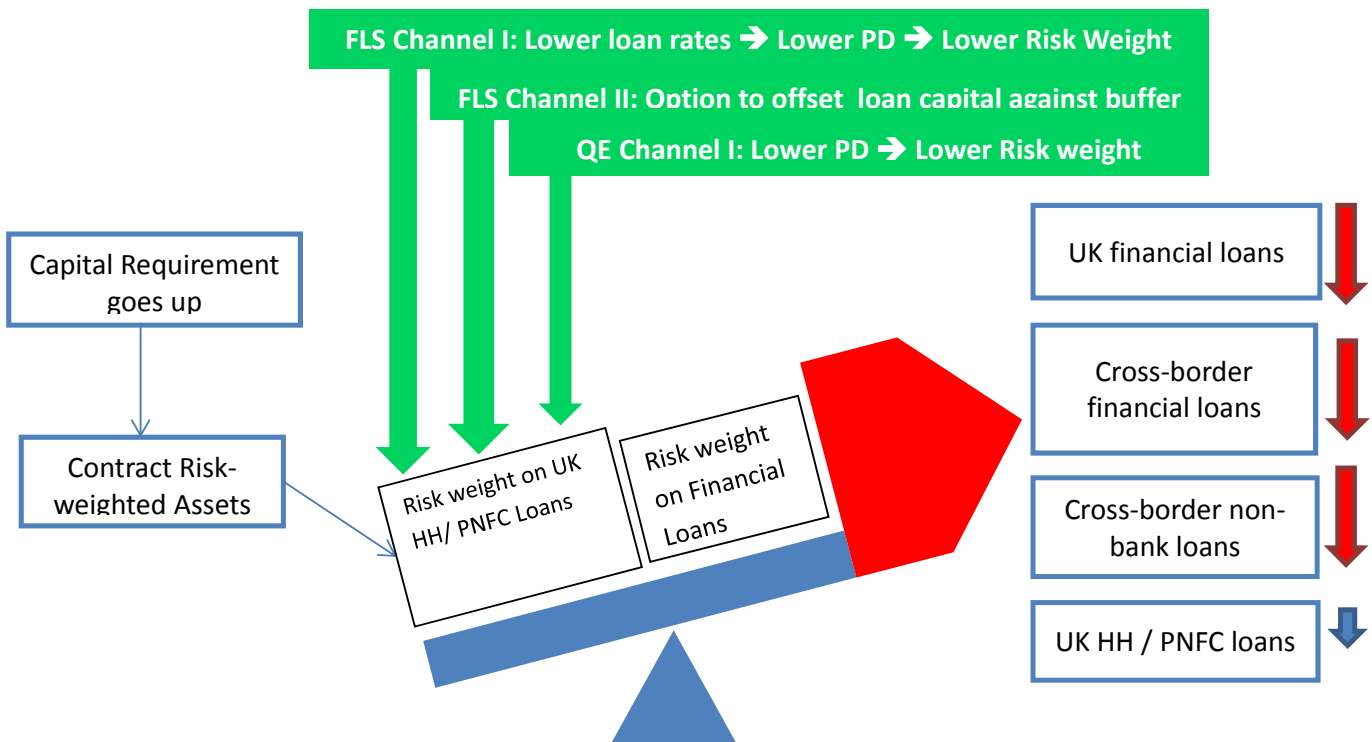 FLS Channel I: Lower loan rates ➔ Lower PD ➔ Lower Risk Weight
FLS Channel II: Option to offset loan capital against buffer
QE Channel I: Lower PD ➔ Lower Risk weight
Capital Requirement
goes up
Contract Risk-
weighted Assets
Risk weight on UK
HH/ PNFC Loans
Risk weight
on Financial
Loans
UK financial loans
Cross-border
financial loans
Cross-border non-
bank loans
UK HH / PNFC loans